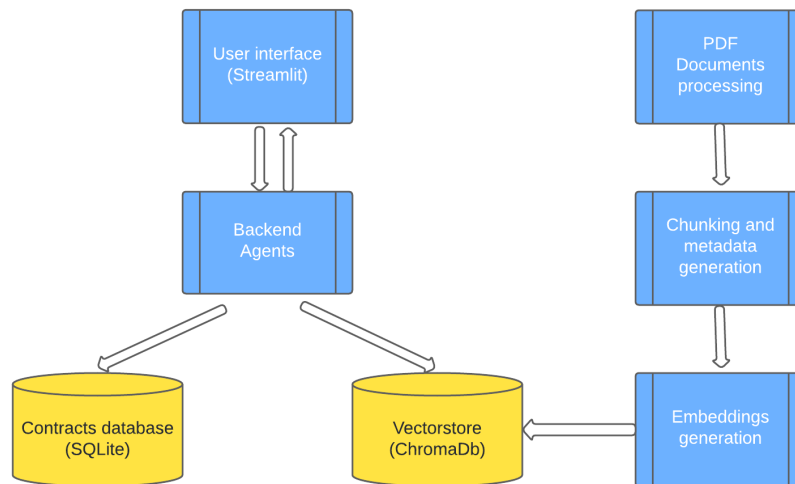 User interface
(Streamlit)
PDF
Documents
processing
Backend
Agents
Chunking and
metadata
generation
Contracts database
(SQLite)
Vectorstore
(ChromaDb)
Embeddings
generation